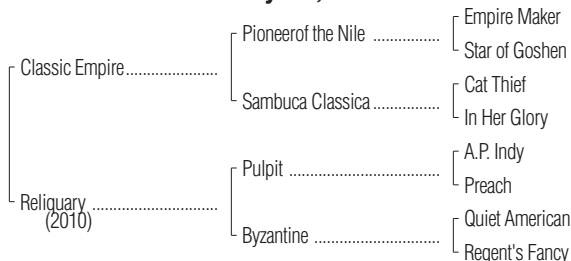 Empire Maker
Pioneerof the Nile ................
Star of Goshen
Classic Empire......................
Cat Thief
Sambuca Classica ................
In Her Glory
A.P. Indy
Pulpit ....................................
Preach
Reliquary ..............................
(2010)
Quiet American
Byzantine ..............................
Regent's Fancy